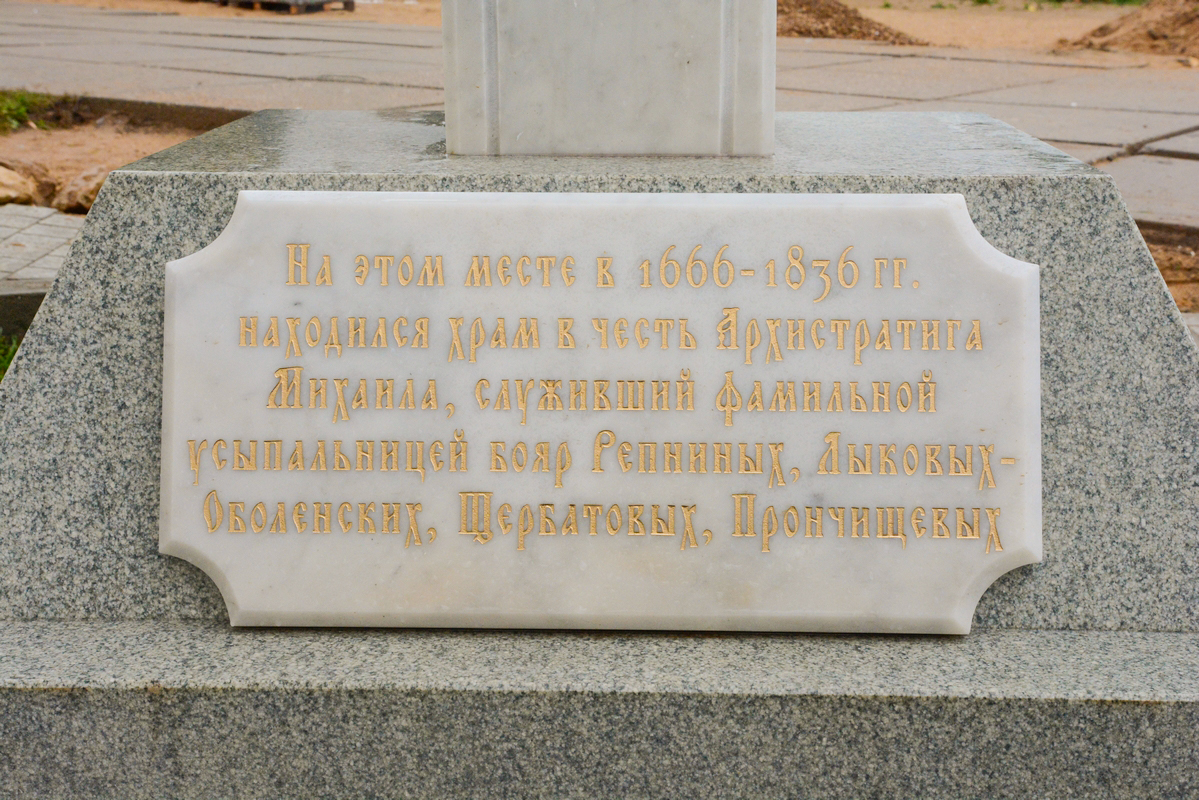 На этом месте в 1666-1836 гг.
находился храм в честь Архистратига
Михаила, служивший фамильной
усыпальницей бояр Репниных, Лыковых-
Оболенских, Щербатовых, Прончищевых